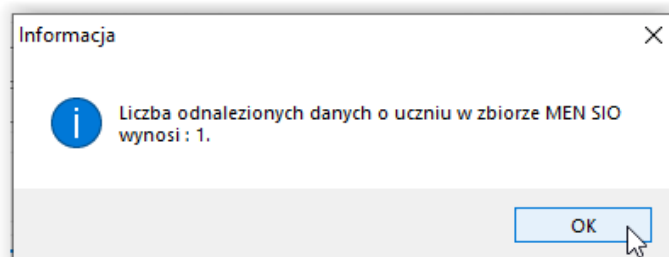 Informacja
Liczba odnalezionych danych o uczniu w zbiorze MEN SIO
wynosi : 1.
OK